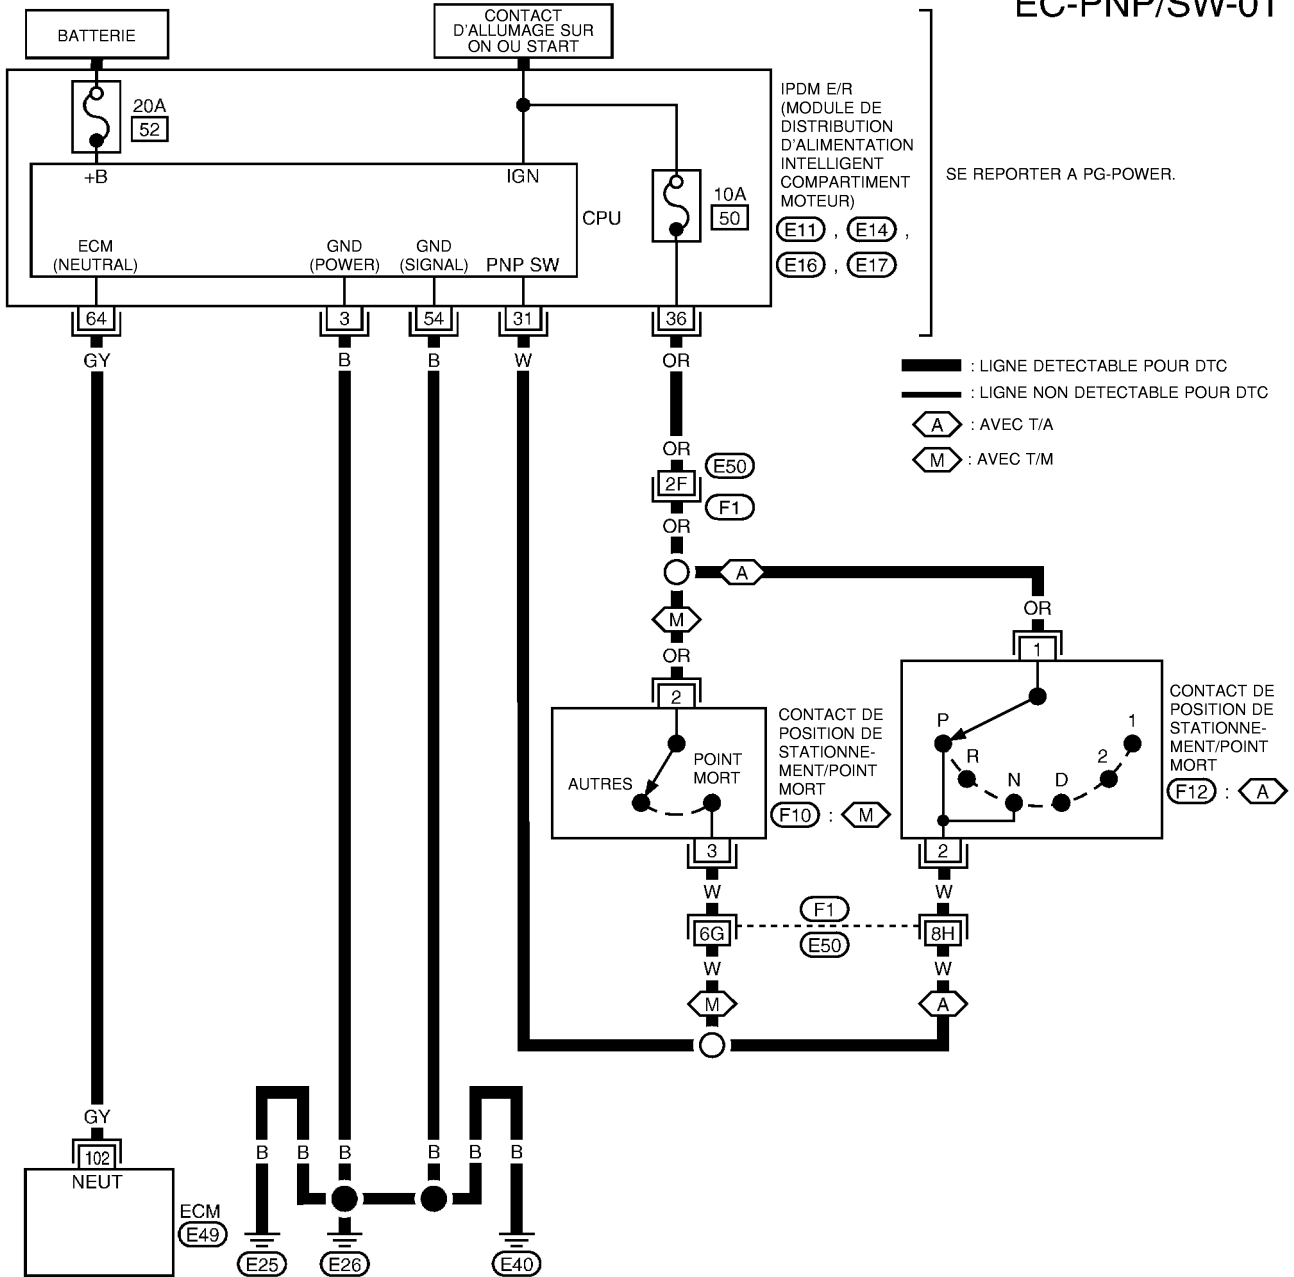 EC-PNP/SW-01
BATTERIE
CONTACT
D'ALLUMAGE SUR
ON OU START
20A
52
+B
IGN
10A
50
CPU
ECM
(NEUTRAL)
GND
(POWER)
GND
(SIGNAL)
PNP SW
IPDM E/R
(MODULE DE
DISTRIBUTION
D'ALIMENTATION
INTELLIGENT
COMPARTIMENT
MOTEUR)
E11 , E14 ,
E16 , E17
SE REPORTER A PG-POWER.
64
3
54
31
36
GY
B
B
W
OR
: LIGNE DETECTABLE POUR DTC
: LIGNE NON DETECTABLE POUR DTC
A : AVEC T/A
M : AVEC T/M
OR
E50
2F
F1
OR
A
M
OR
OR
2
1
CONTACT DE
POSITION DE
STATIONNE-
MENT/POINT
MORT
F10 : M
AUTRES
POINT
MORT
P
R
N
D
2
1
CONTACT DE
POSITION DE
STATIONNE-
MENT/POINT
MORT
F12 : A
3
2
W
W
6G
F1
E50
8H
W
W
M
A
GY
102
NEUT
ECM
E49
B
B
B
B
B
B
E25
E26
E40